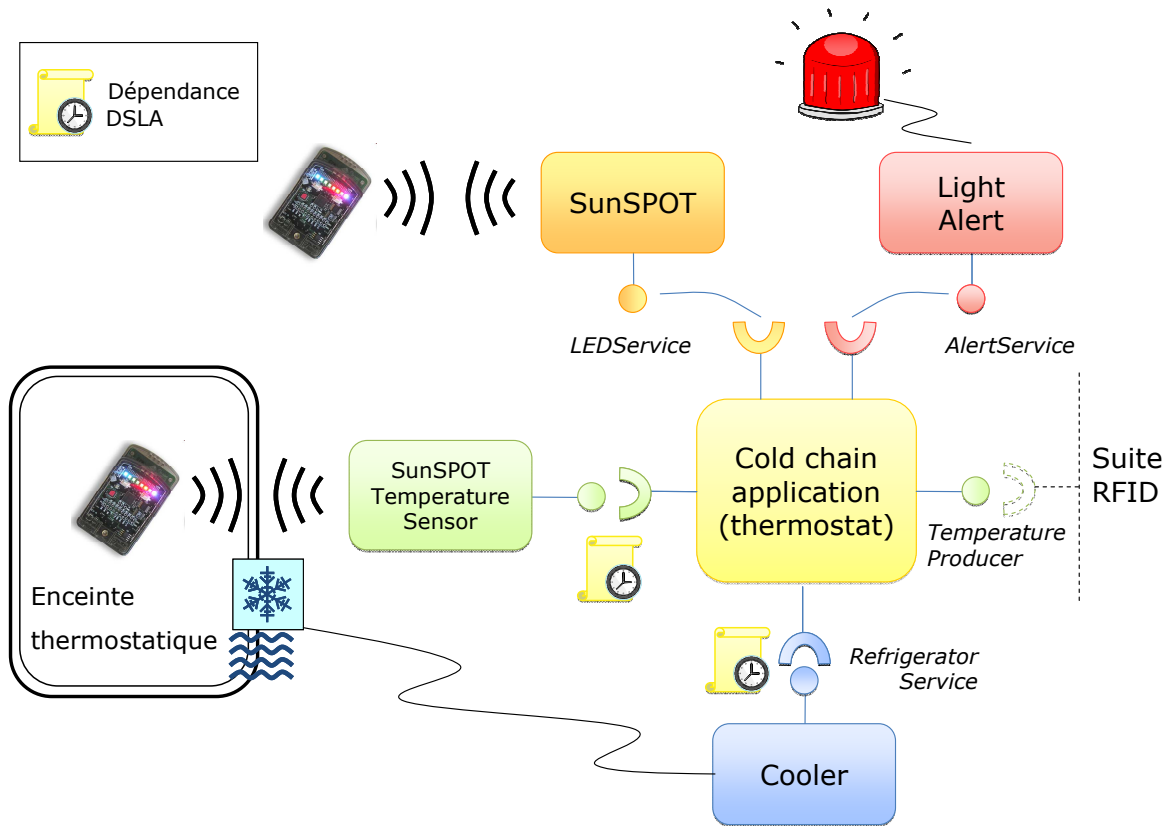 Dépendance
DSLA
SunSPOT
Light
Alert
LEDService
AlertService
SunSPOT
Temperature
Sensor
Cold chain
application
(thermostat)
Suite
RFID
Temperature
Producer
Enceinte
thermostatique
Refrigerator
Service
Cooler